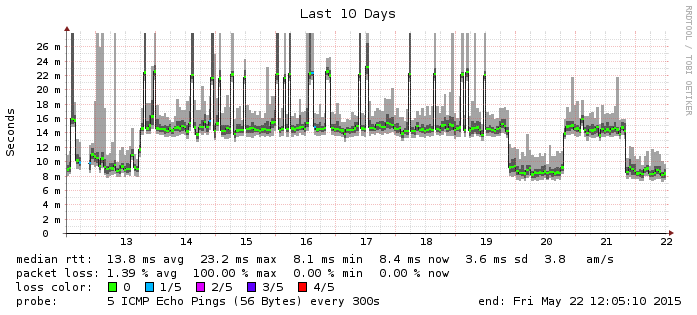 Last 10 Days
RRDTOOL / TOBI OETIKER
Seconds
26 m
24 m
22 m
20 m
18 m
16 m
14 m
12 m
10 m
8 m
6 m
4 m
2 m
0
13 14 15 16 17 18 19 20 21 22
median rtt: 13.8 ms avg 23.2 ms max 8.1 ms min 8.4 ms now 3.6 ms sd 3.8 am/s
packet loss: 1.39 % avg 100.00 % max 0.00 % min 0.00 % now
loss color: 0 1/5 2/5 3/5 4/5
probe: 5 ICMP Echo Pings (56 Bytes) every 300s end: Fri May 22 12:05:10 2015